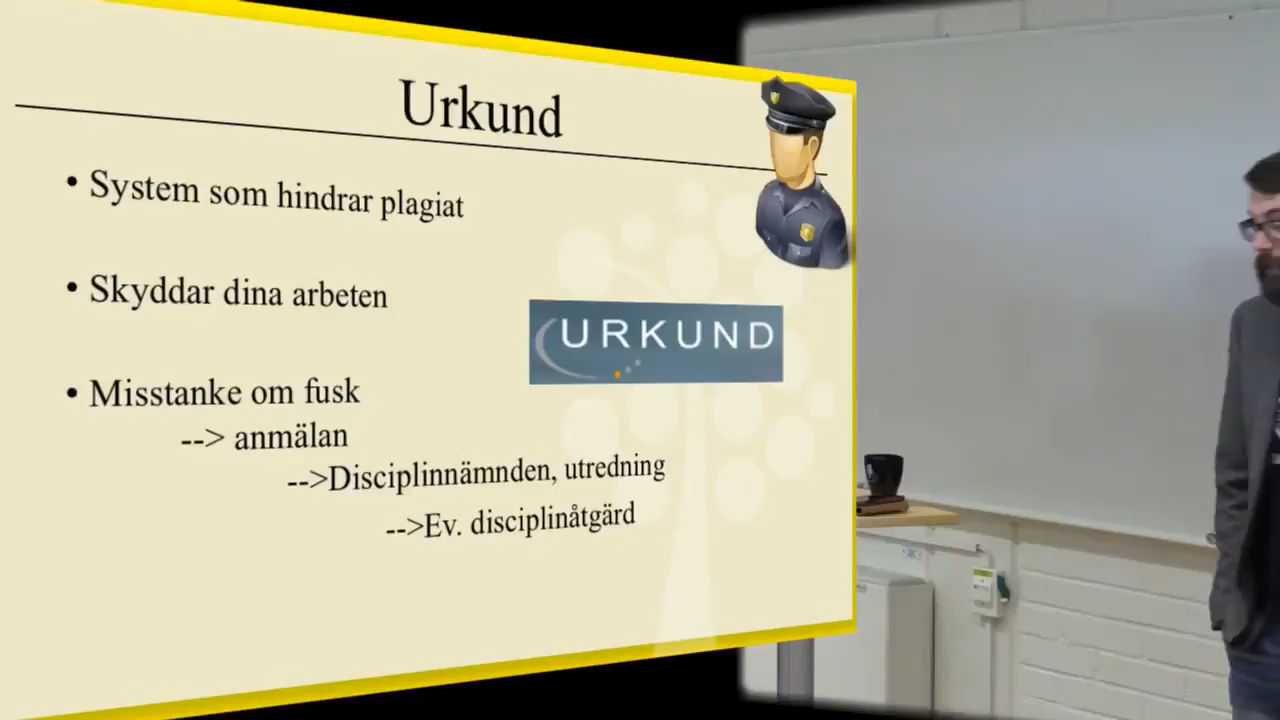 Urkund
• System som hindrar plagiat
• Skyddar dina arbeten
URKUND
• Misstanke om fusk
--> anmälan
-->Disciplinnämnden, utredning
-->Ev. disciplinåtgärd